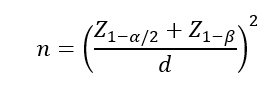 n = ( (Z_{1−α/2} + Z_{1−β}) / d )^2